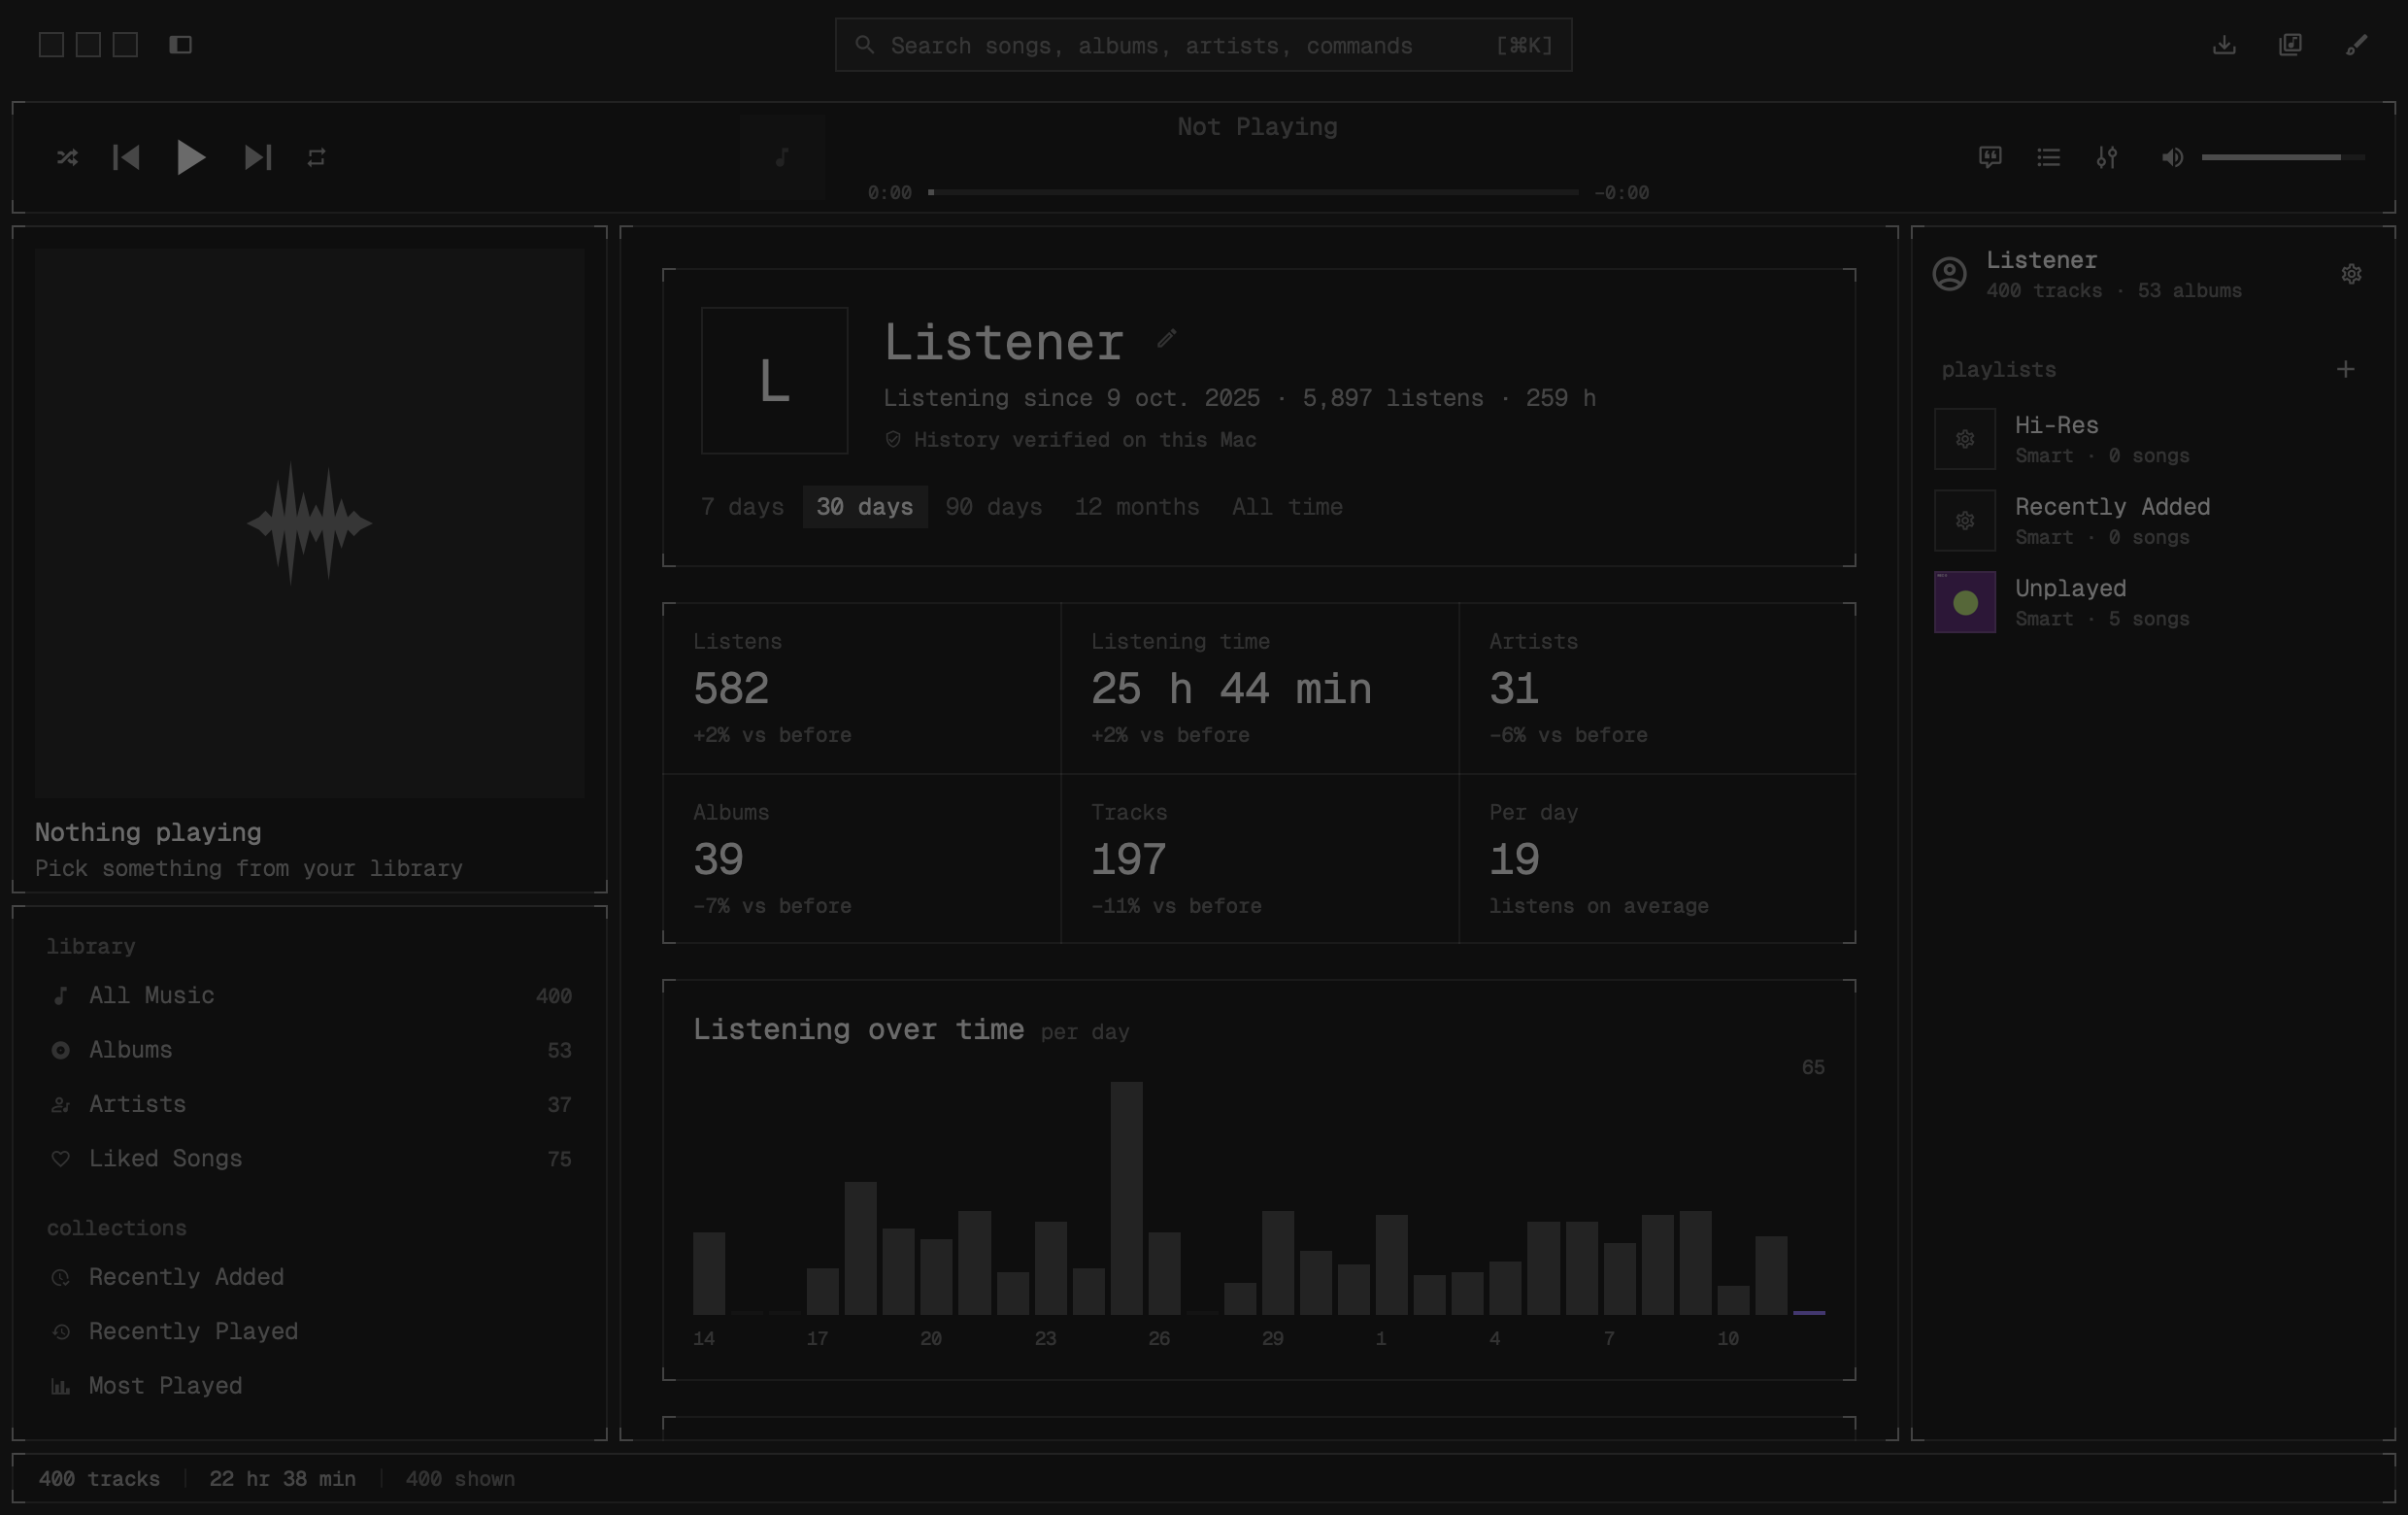 Search songs, albums, artists, commands [⌘K]
Not Playing
0:00 -0:00
Nothing playing
Pick something from your library
library
All Music 400
Albums 53
Artists 37
Liked Songs 75
collections
Recently Added
Recently Played
Most Played
L
Listener
Listening since 9 oct. 2025 · 5,897 listens · 259 h
History verified on this Mac
7 days 30 days 90 days 12 months All time
Listens
582
+2% vs before
Listening time
25 h 44 min
+2% vs before
Artists
31
-6% vs before
Albums
39
-7% vs before
Tracks
197
-11% vs before
Per day
19
listens on average
Listening over time per day
65
14 17 20 23 26 29 1 4 7 10
Listener
400 tracks · 53 albums
playlists
Hi-Res
Smart · 0 songs
Recently Added
Smart · 0 songs
Unplayed
Smart · 5 songs
400 tracks 22 hr 38 min 400 shown